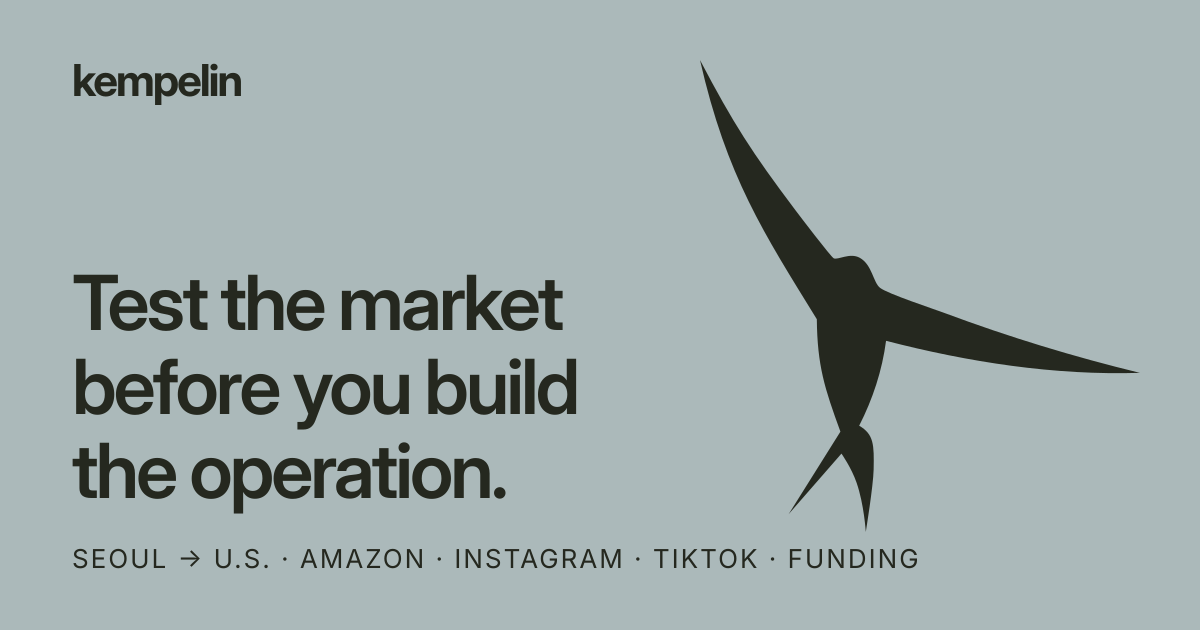 kempelin
Test the market
before you build
the operation.
SEOUL → U.S. · AMAZON · INSTAGRAM · TIKTOK · FUNDING